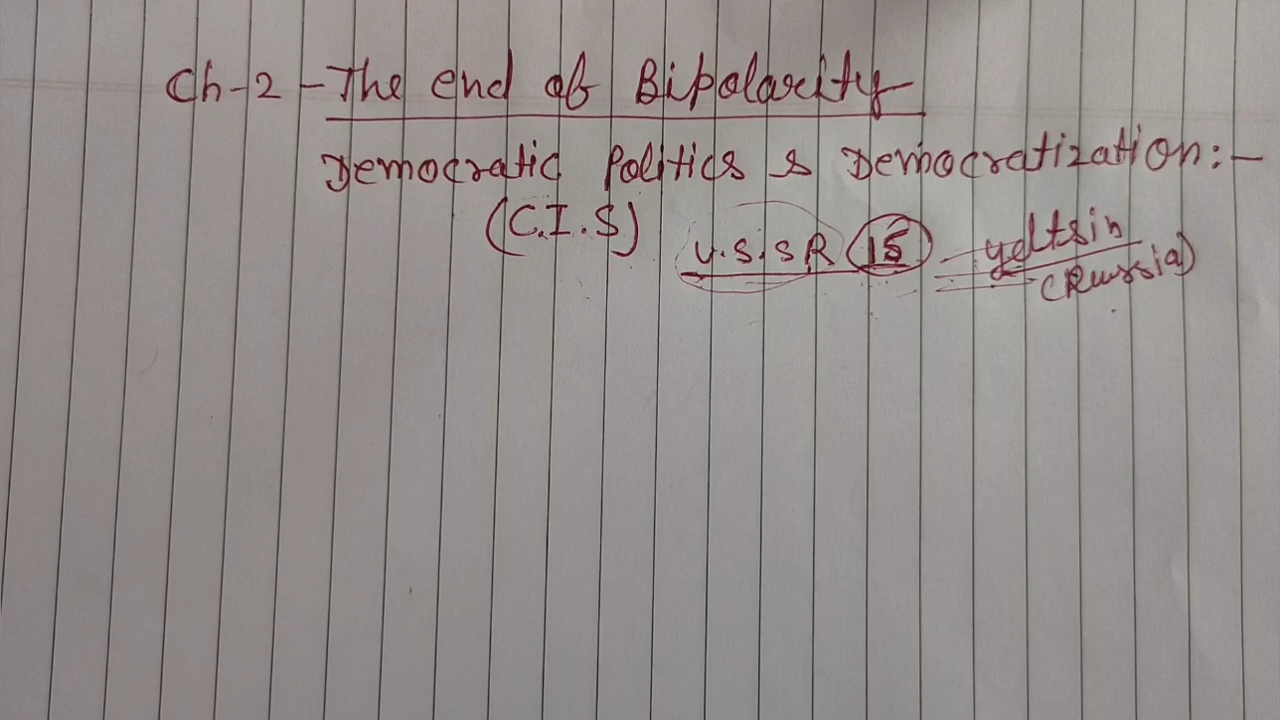 Ch-2 - The end of Bipolarity
Democratic Politics & Democratization:-
(C.I.S) U.S.S.R 15 - yeltsin
(Russia)